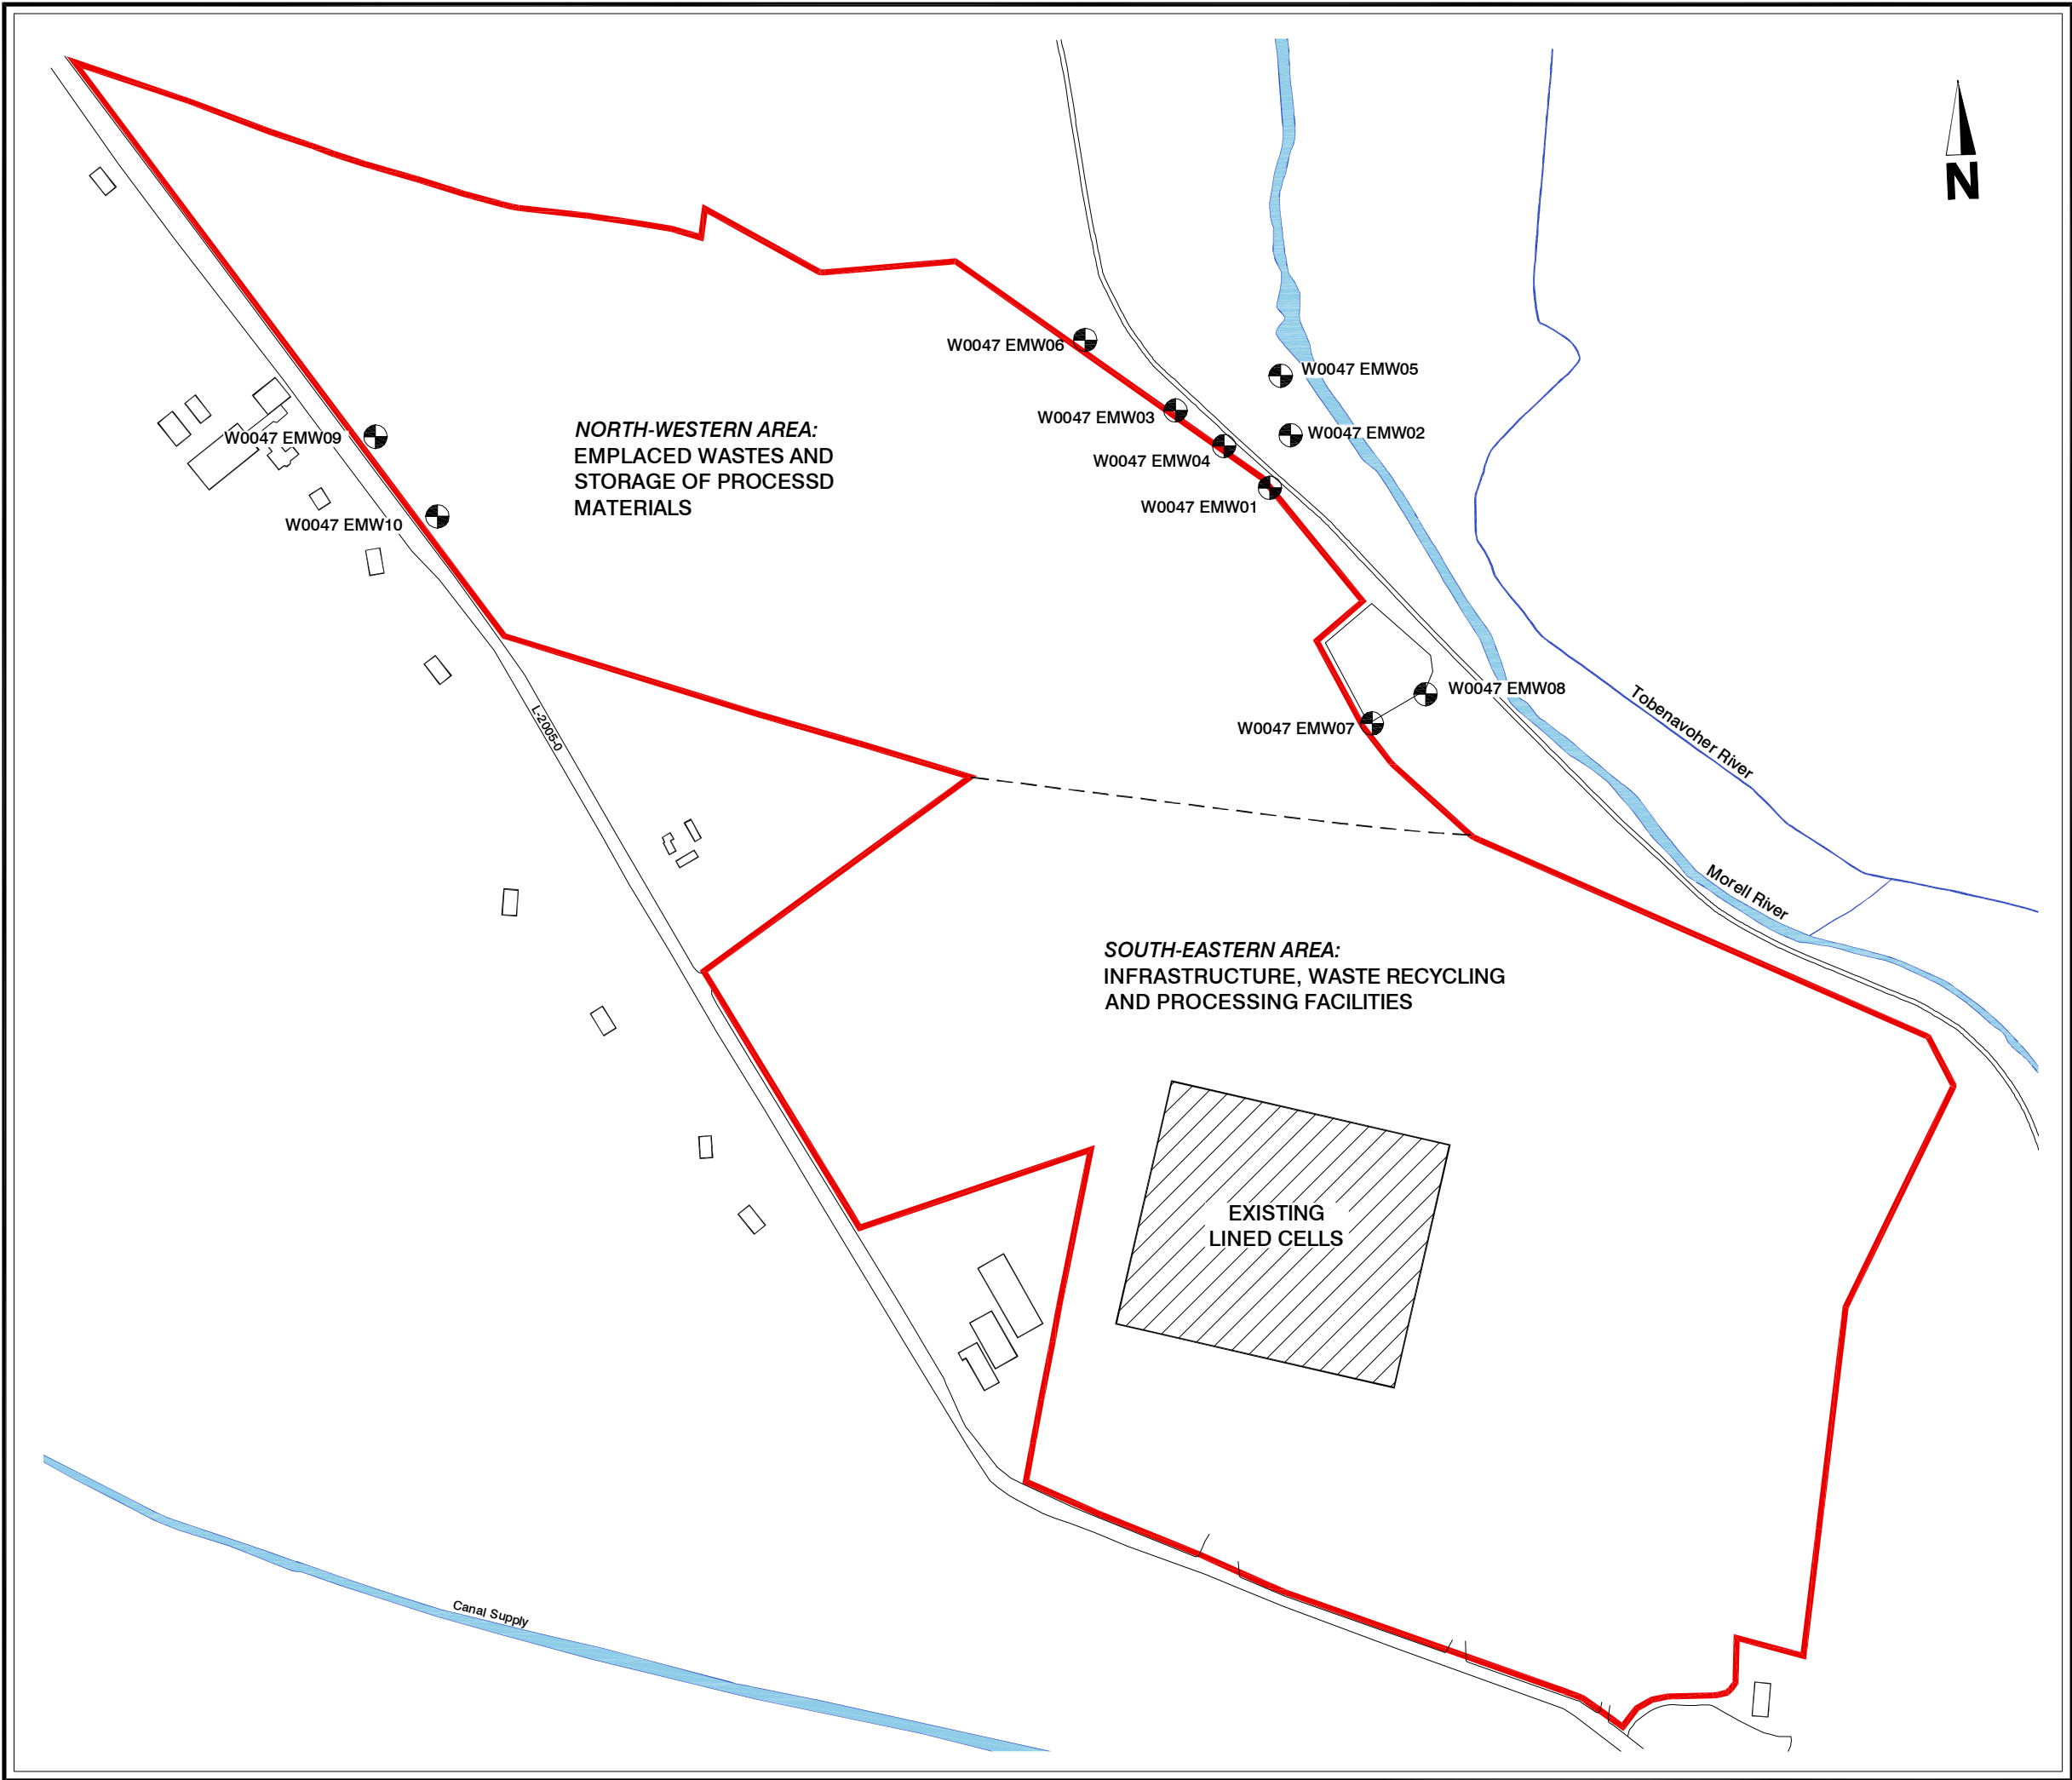 N
W0047 EMW06
W0047 EMW05
W0047 EMW03
W0047 EMW02
W0047 EMW09
W0047 EMW04
W0047 EMW01
W0047 EMW10
NORTH-WESTERN AREA:
EMPLACED WASTES AND
STORAGE OF PROCESSD
MATERIALS
W0047 EMW08
W0047 EMW07
L-2005-0
Tobenavoher River
Morell River
SOUTH-EASTERN AREA:
INFRASTRUCTURE, WASTE RECYCLING
AND PROCESSING FACILITIES
EXISTING
LINED CELLS
Canal Supply